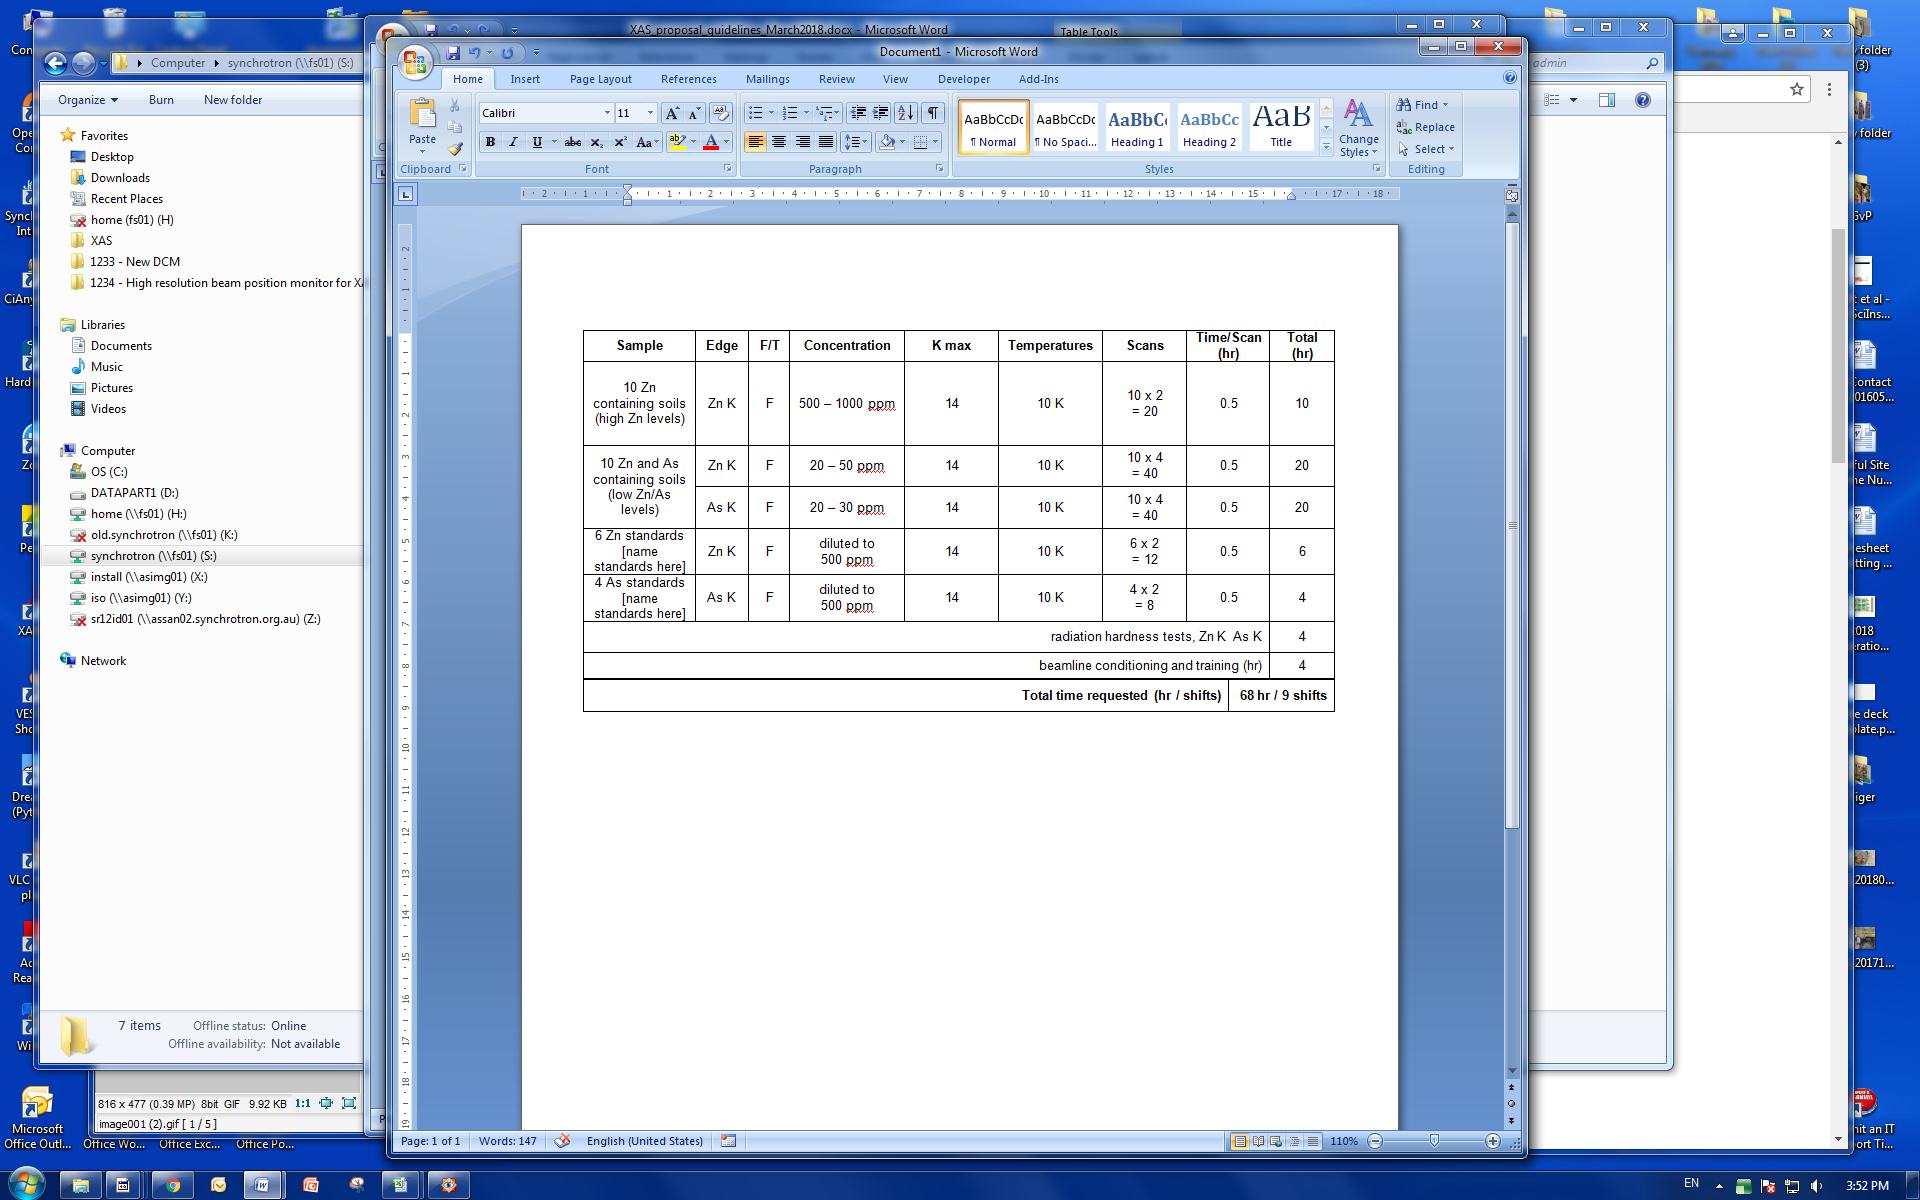 XAS_proposal_guidelines_March2018.docx - Microsoft Word
Table Tools
Document1 - Microsoft Word
Computer
synchrotron (\\fs01) (S:)
admin
Organize
Burn
New folder
Favorites
Desktop
Downloads
Recent Places
home (fs01) (H)
XAS
1233 - New DCM
1234 - High resolution beam position monitor for XA
Libraries
Documents
Music
Pictures
Videos
Computer
OS (C:)
DATAPART1 (D:)
home (\\fs01) (H:)
old.synchrotron (\\fs01) (K:)
synchrotron (\\fs01) (S:)
install (\\asimg01) (X:)
iso (\\asimg01) (Y:)
sr12id01 (\\assan02.synchrotron.org.au) (Z:)
Network
7 items
Offline status: Online
Offline availability: Not available
816 x 477 (0.39 MP) 8bit GIF 9.92 KB 1:1
image001 (2).gif [ 1 / 5 ]
Home Insert Page Layout References Mailings Review View Developer Add-Ins
Calibri 11
Paste
Clipboard
Font
Paragraph
AaBbCcDc AaBbCcDc AaBbC AaBbCc AaB
¶ Normal ¶ No Spaci... Heading 1 Heading 2 Title
Change Styles
Styles
Find
Replace
Select
Editing
Sample Edge F/T Concentration K max Temperatures Scans Time/Scan (hr) Total (hr)
10 Zn containing soils (high Zn levels) Zn K F 500 – 1000 ppm 14 10 K 10 x 2 = 20 0.5 10
10 Zn and As containing soils (low Zn/As levels) Zn K F 20 – 50 ppm 14 10 K 10 x 4 = 40 0.5 20
As K F 20 – 30 ppm 14 10 K 10 x 4 = 40 0.5 20
6 Zn standards [name standards here] Zn K F diluted to 500 ppm 14 10 K 6 x 2 = 12 0.5 6
4 As standards [name standards here] As K F diluted to 500 ppm 14 10 K 4 x 2 = 8 0.5 4
radiation hardness tests, Zn K As K 4
beamline conditioning and training (hr) 4
Total time requested (hr / shifts) 68 hr / 9 shifts
Page: 1 of 1 Words: 147 English (United States) 110%
Microsoft
Office Outl...
Office Wo...
Office Exc...
Office Po...
folder
(3)
folder
GvP
Contact
EN
3:52 PM